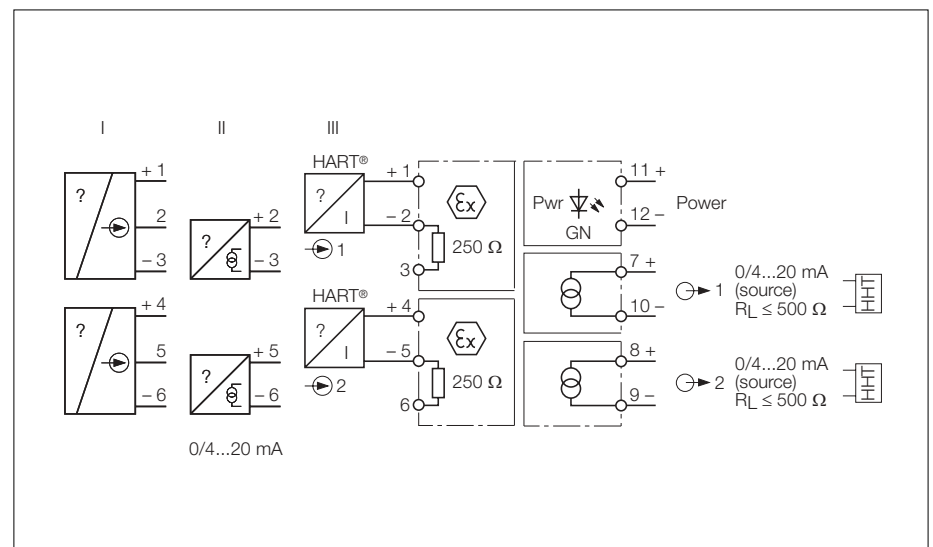 I
II
III
HART®
HART®
?
+ 1
2
– 3
?
+ 4
5
– 6
?
+ 2
– 3
?
+ 5
– 6
0/4...20 mA
?
I
+ 1
– 2
3
1
Ex
250 Ω
?
I
+ 4
– 5
6
2
Ex
250 Ω
Pwr
GN
11 +
12 –
Power
7 +
10 –
1
0/4...20 mA
(source)
RL ≤ 500 Ω
8 +
9 –
2
0/4...20 mA
(source)
RL ≤ 500 Ω